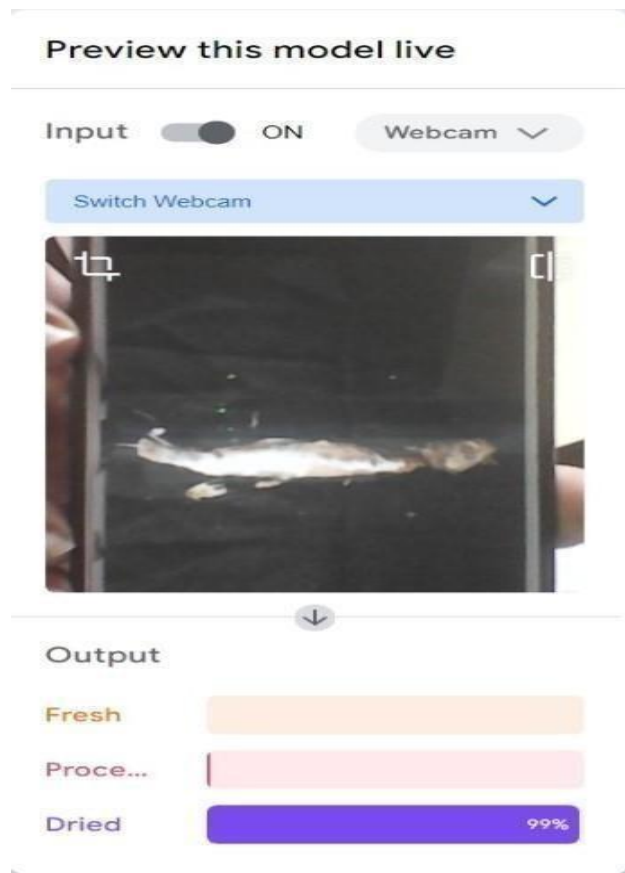 Preview this model live
Input ON Webcam
Switch Webcam
Output
Fresh
Proce...
Dried 99%